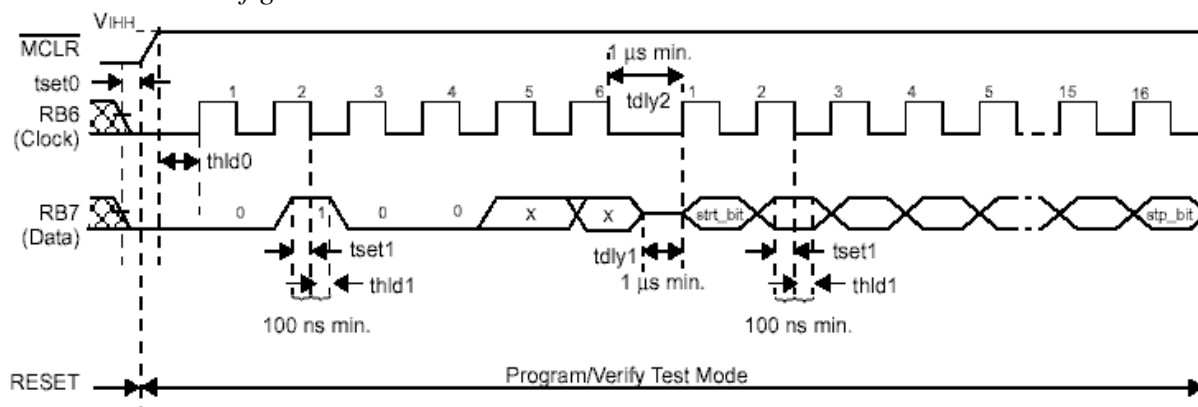 VIHH
MCLR
1 µs min.
tset0
tdly2
1 2 3 4 5 6 1 2 3 4 5 15 16
RB6
(Clock)
thld0
RB7
(Data)
0 1 0 0 X X strt_bit stp_bit
tset1
tdly1
tset1
thld1
1 µs min.
thld1
100 ns min.
100 ns min.
RESET
Program/Verify Test Mode